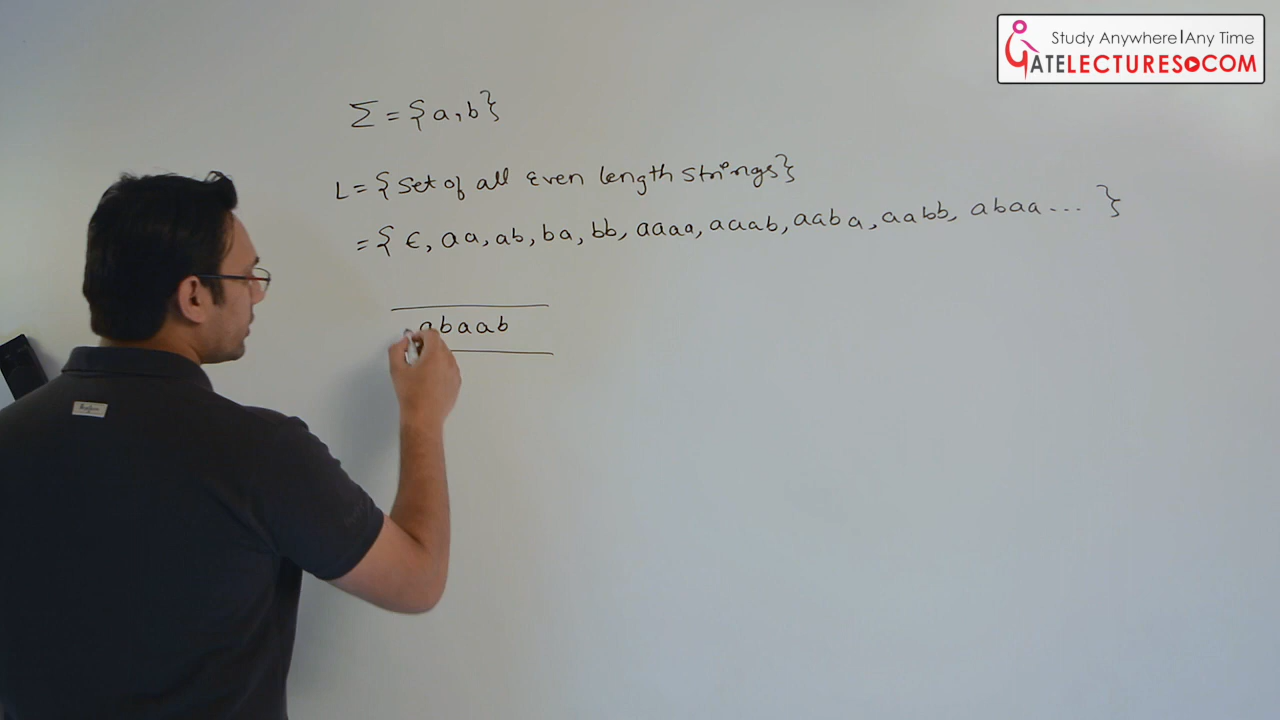 Study Anywhere|Any Time
GATELECTURES.COM
Σ = {a, b}
L = {Set of all Even length strings}
= { ϵ, aa, ab, ba, bb, aaaa, aaab, aaba, aabb, abaa ... }
abaab